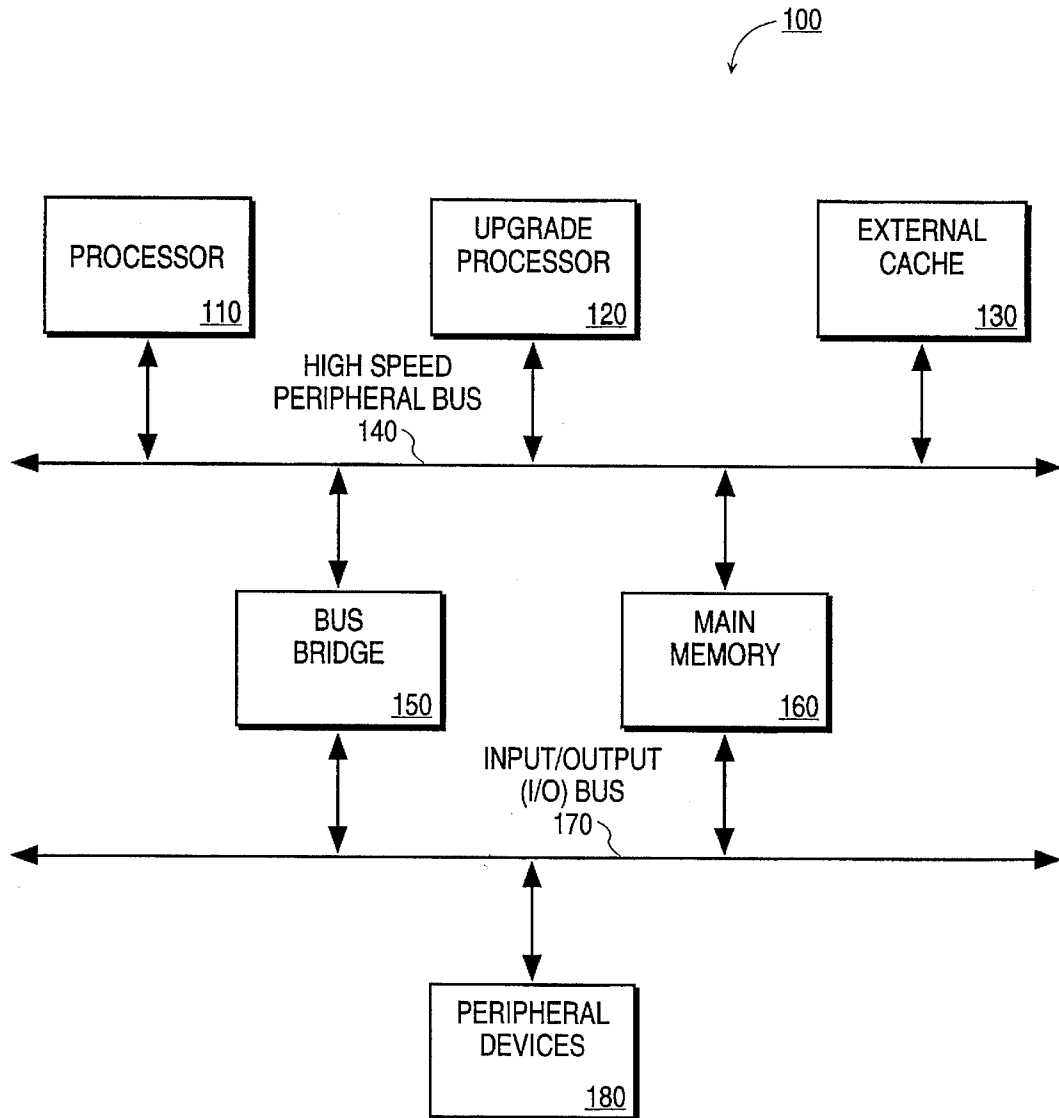 100
PROCESSOR
110
UPGRADE
PROCESSOR
120
EXTERNAL
CACHE
130
HIGH SPEED
PERIPHERAL BUS
140
BUS
BRIDGE
150
MAIN
MEMORY
160
INPUT/OUTPUT
(I/O) BUS
170
PERIPHERAL
DEVICES
180